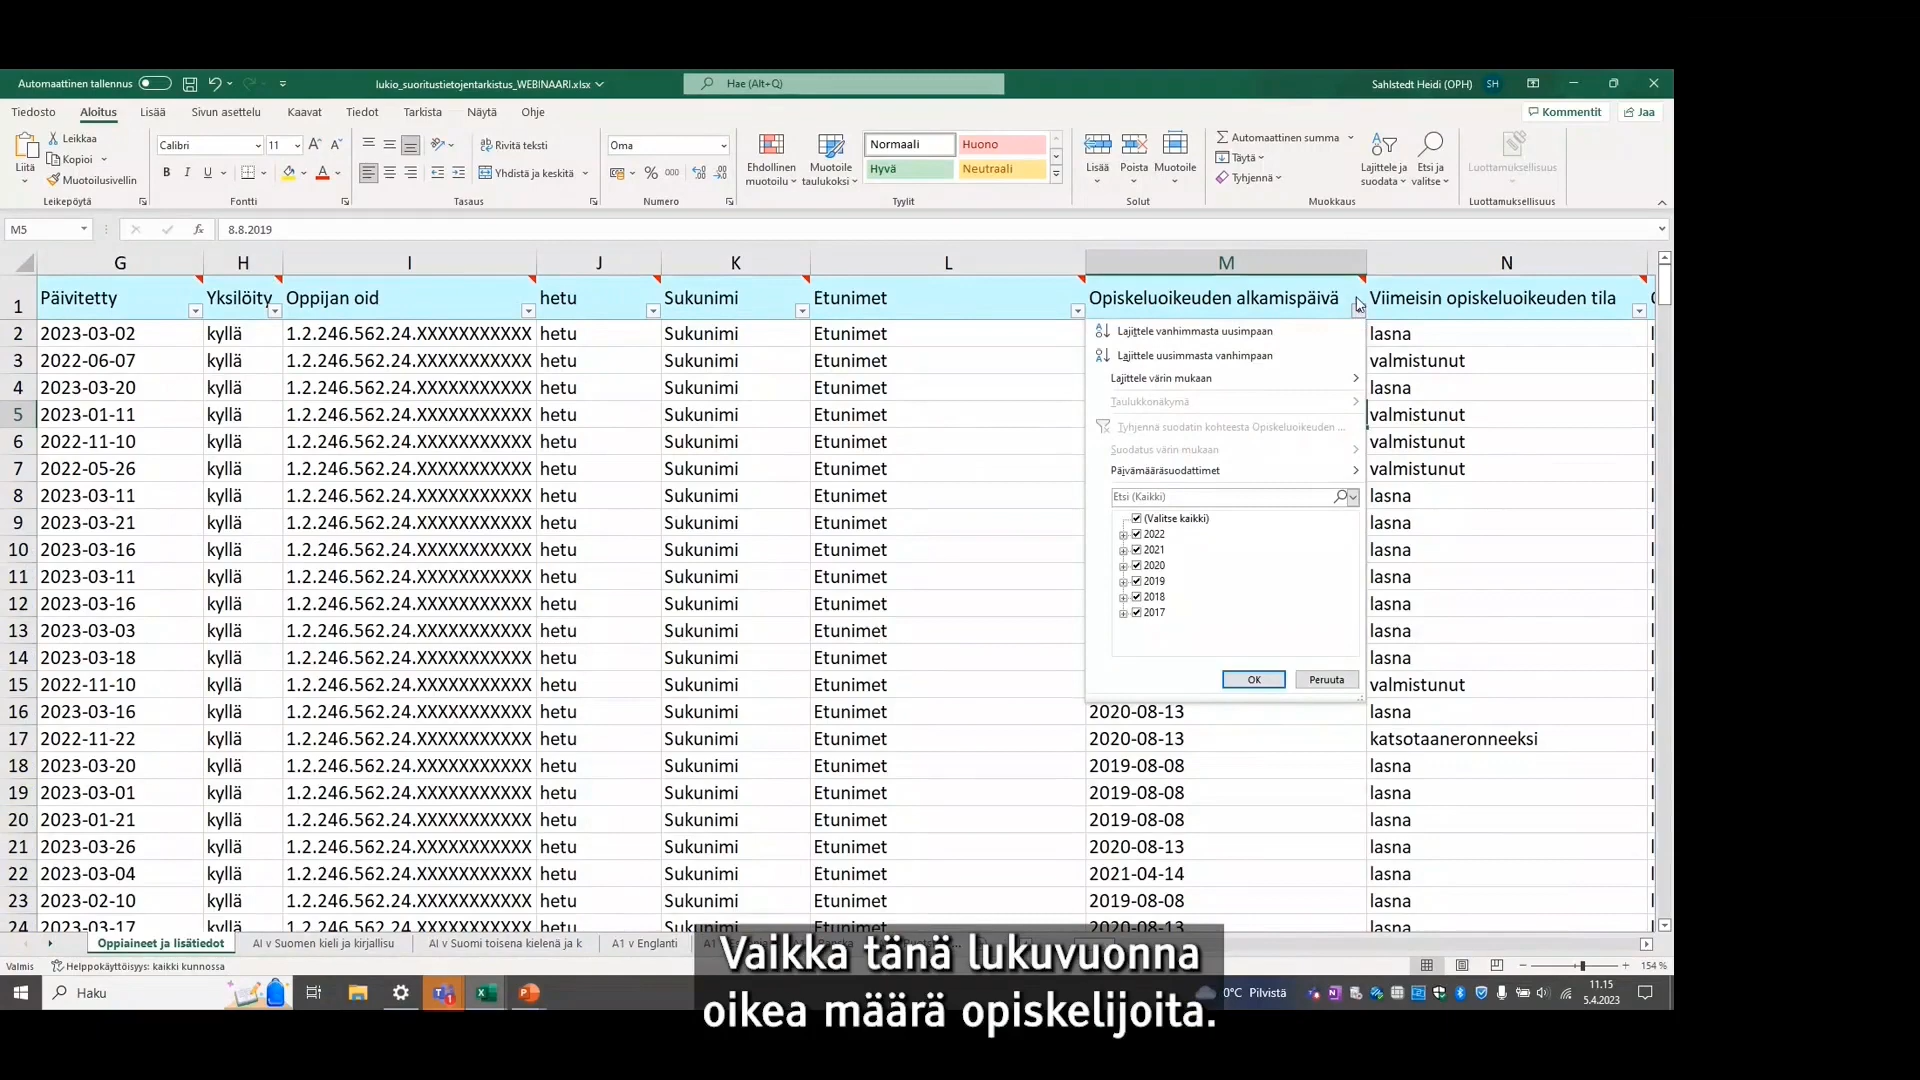 Automaattinen tallennus
lukio_suoritustietojentarkistus_WEBINAARI.xlsx
Hae (Alt+Q)
Sahlstedt Heidi (OPH)
SH
Tiedosto Aloitus Lisää Sivun asettelu Kaavat Tiedot Tarkista Näytä Ohje
Kommentit Jaa
Liitä
Leikkaa
Kopioi
Muotoilusivellin
Leikepöytä
Calibri 11
B I U
Fontti
Rivitä teksti
Yhdistä ja keskitä
Tasaus
Oma
% 000
Numero
Ehdollinen muotoilu
Muotoile taulukoksi
Normaali Huono
Hyvä Neutraali
Tyylit
Lisää Poista Muotoile
Solut
Automaattinen summa
Täytä
Tyhjennä
Lajittele ja suodata
Etsi ja valitse
Muokkaus
Luottamuksellisuus
Luottamuksellisuus
M5
fx
8.8.2019
G H I J K L M N
1 Päivitetty Yksilöity Oppijan oid hetu Sukunimi Etunimet Opiskeluoikeuden alkamispäivä Viimeisin opiskeluoikeuden tila
2 2023-03-02 kyllä 1.2.246.562.24.XXXXXXXXXXX hetu Sukunimi Etunimet lasna
3 2022-06-07 kyllä 1.2.246.562.24.XXXXXXXXXXX hetu Sukunimi Etunimet valmistunut
4 2023-03-20 kyllä 1.2.246.562.24.XXXXXXXXXXX hetu Sukunimi Etunimet lasna
5 2023-01-11 kyllä 1.2.246.562.24.XXXXXXXXXXX hetu Sukunimi Etunimet valmistunut
6 2022-11-10 kyllä 1.2.246.562.24.XXXXXXXXXXX hetu Sukunimi Etunimet valmistunut
7 2022-05-26 kyllä 1.2.246.562.24.XXXXXXXXXXX hetu Sukunimi Etunimet valmistunut
8 2023-03-11 kyllä 1.2.246.562.24.XXXXXXXXXXX hetu Sukunimi Etunimet lasna
9 2023-03-21 kyllä 1.2.246.562.24.XXXXXXXXXXX hetu Sukunimi Etunimet lasna
10 2023-03-16 kyllä 1.2.246.562.24.XXXXXXXXXXX hetu Sukunimi Etunimet lasna
11 2023-03-11 kyllä 1.2.246.562.24.XXXXXXXXXXX hetu Sukunimi Etunimet lasna
12 2023-03-16 kyllä 1.2.246.562.24.XXXXXXXXXXX hetu Sukunimi Etunimet lasna
13 2023-03-03 kyllä 1.2.246.562.24.XXXXXXXXXXX hetu Sukunimi Etunimet lasna
14 2023-03-18 kyllä 1.2.246.562.24.XXXXXXXXXXX hetu Sukunimi Etunimet lasna
15 2022-11-10 kyllä 1.2.246.562.24.XXXXXXXXXXX hetu Sukunimi Etunimet valmistunut
16 2023-03-16 kyllä 1.2.246.562.24.XXXXXXXXXXX hetu Sukunimi Etunimet 2020-08-13 lasna
17 2022-11-22 kyllä 1.2.246.562.24.XXXXXXXXXXX hetu Sukunimi Etunimet 2020-08-13 katsotaaneronneeksi
18 2023-03-20 kyllä 1.2.246.562.24.XXXXXXXXXXX hetu Sukunimi Etunimet 2019-08-08 lasna
19 2023-03-01 kyllä 1.2.246.562.24.XXXXXXXXXXX hetu Sukunimi Etunimet 2019-08-08 lasna
20 2023-01-21 kyllä 1.2.246.562.24.XXXXXXXXXXX hetu Sukunimi Etunimet 2019-08-08 lasna
21 2023-03-26 kyllä 1.2.246.562.24.XXXXXXXXXXX hetu Sukunimi Etunimet 2020-08-13 lasna
22 2023-03-04 kyllä 1.2.246.562.24.XXXXXXXXXXX hetu Sukunimi Etunimet 2021-04-14 lasna
23 2023-02-10 kyllä 1.2.246.562.24.XXXXXXXXXXX hetu Sukunimi Etunimet 2019-08-08 lasna
24 2023-03-17 kyllä 1.2.246.562.24.XXXXXXXXXXX hetu Sukunimi Etunimet 2020-08-13 lasna
Lajittele vanhimmasta uusimpaan
Lajittele uusimmasta vanhimpaan
Lajittele värin mukaan
Taulukkonäkymä
Tyhjennä suodatin kohteesta Opiskeluoikeuden ...
Suodatus värin mukaan
Päivämääräsuodattimet
Etsi (Kaikki)
(Valitse kaikki)
2022
2021
2020
2019
2018
2017
OK Peruuta
Oppiaineet ja lisätiedot AI v Suomen kieli ja kirjallisu AI v Suomi toisena kielenä ja k A1 v Englanti
Valmis Helppokäyttöisyys: kaikki kunnossa
154 %
Haku
0°C Pilvistä
11.15
5.4.2023
Vaikka tänä lukuvuonna
oikea määrä opiskelijoita.